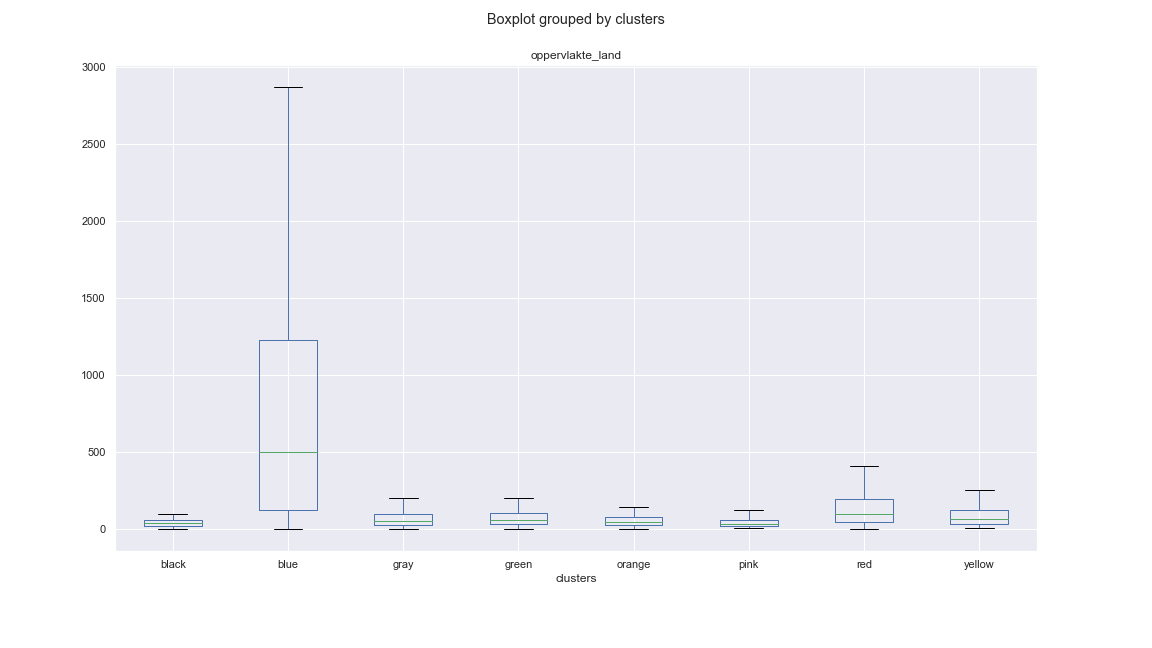 Boxplot grouped by clusters
oppervlakte_land
3000
2500
2000
1500
1000
500
0
black blue gray green orange pink red yellow
clusters